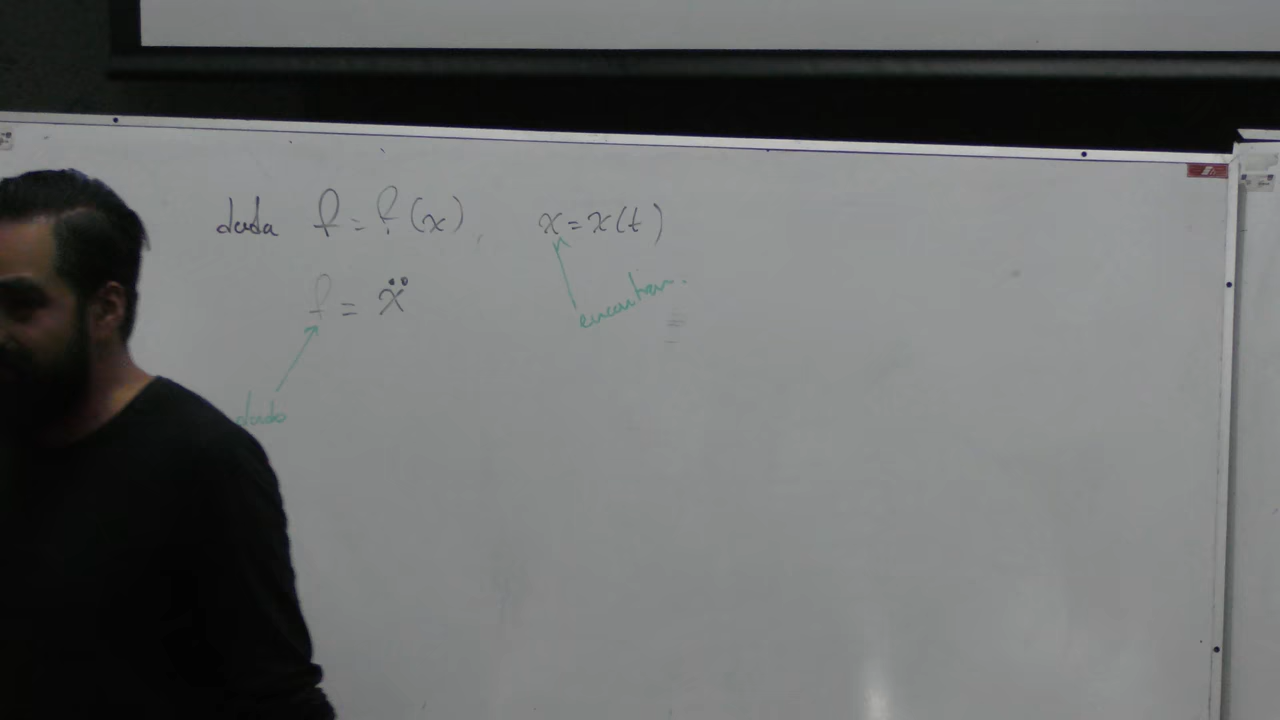 dada f = f(x), x = x(t)
f = ẍ
encontrar.
dado